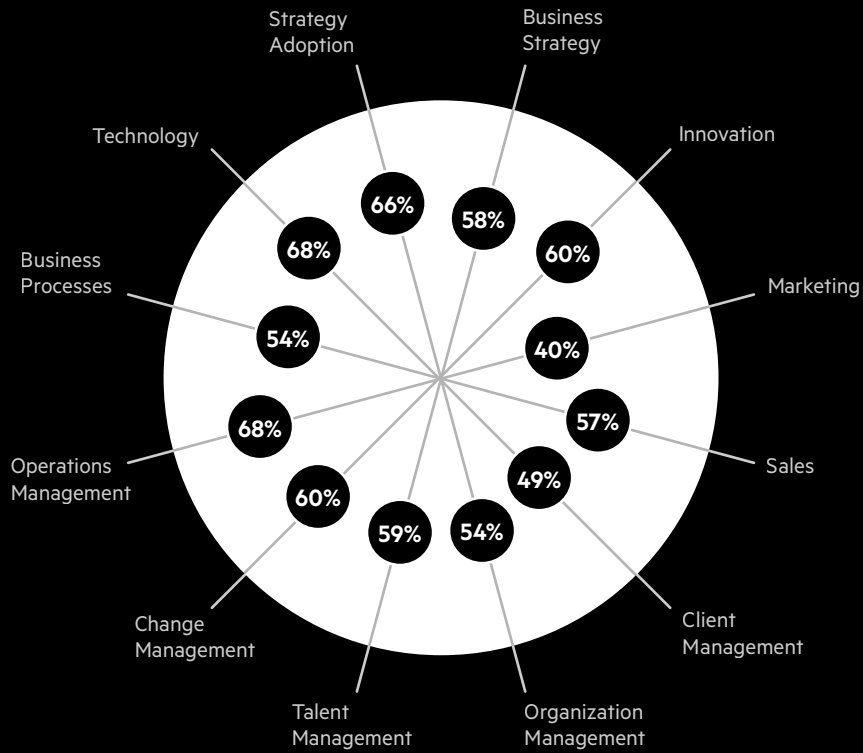 Strategy
Adoption
Business
Strategy
Technology
Innovation
66%
58%
68%
60%
Business
Processes
Marketing
54%
40%
57%
68%
Operations
Management
Sales
49%
60%
59%
54%
Change
Management
Client
Management
Talent
Management
Organization
Management